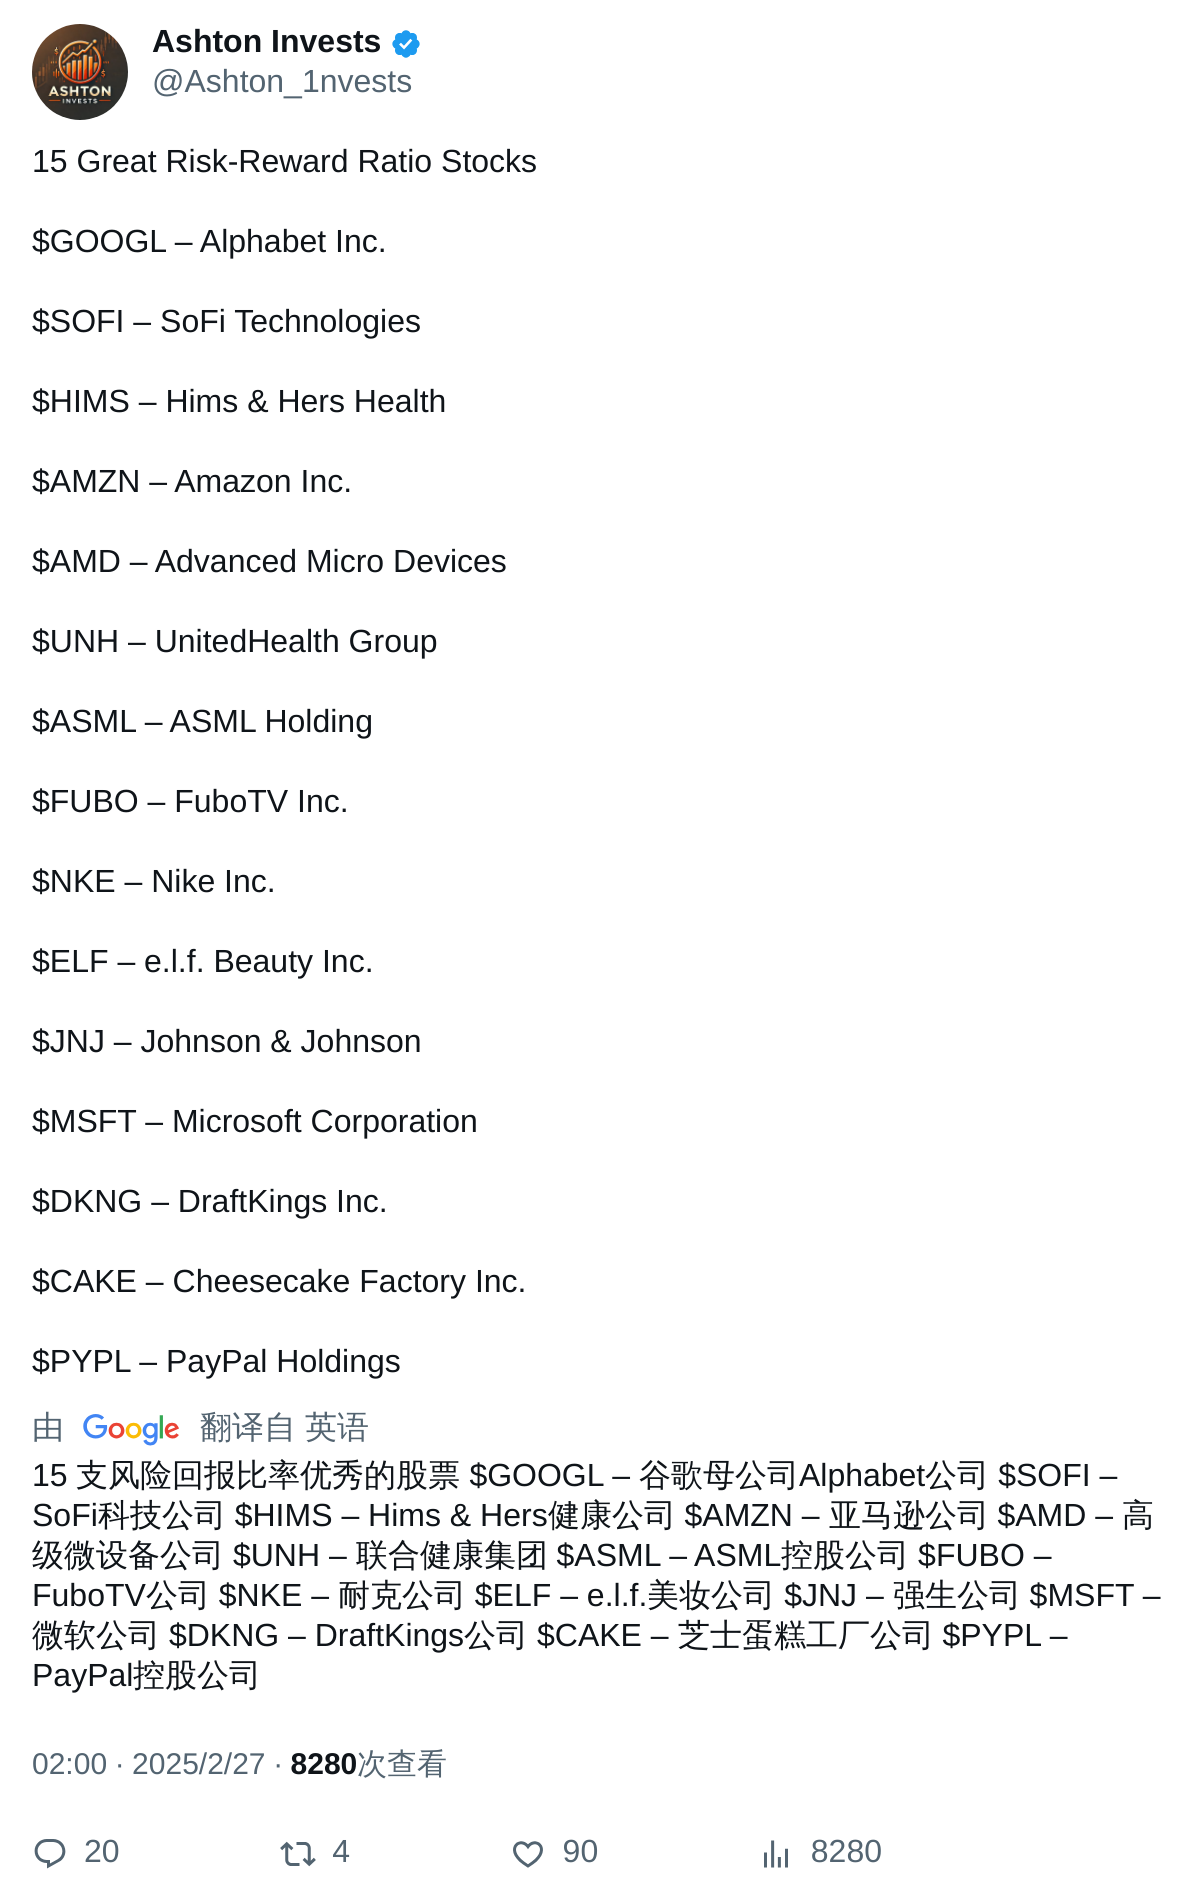 ASHTON
INVESTS
Ashton Invests
@Ashton_1nvests
15 Great Risk-Reward Ratio Stocks
$GOOGL – Alphabet Inc.
$SOFI – SoFi Technologies
$HIMS – Hims & Hers Health
$AMZN – Amazon Inc.
$AMD – Advanced Micro Devices
$UNH – UnitedHealth Group
$ASML – ASML Holding
$FUBO – FuboTV Inc.
$NKE – Nike Inc.
$ELF – e.l.f. Beauty Inc.
$JNJ – Johnson & Johnson
$MSFT – Microsoft Corporation
$DKNG – DraftKings Inc.
$CAKE – Cheesecake Factory Inc.
$PYPL – PayPal Holdings
由 Google 翻译自 英语
15 支风险回报比率优秀的股票 $GOOGL – 谷歌母公司Alphabet公司 $SOFI –
SoFi科技公司 $HIMS – Hims & Hers健康公司 $AMZN – 亚马逊公司 $AMD – 高
级微设备公司 $UNH – 联合健康集团 $ASML – ASML控股公司 $FUBO –
FuboTV公司 $NKE – 耐克公司 $ELF – e.l.f.美妆公司 $JNJ – 强生公司 $MSFT –
微软公司 $DKNG – DraftKings公司 $CAKE – 芝士蛋糕工厂公司 $PYPL –
PayPal控股公司
02:00 · 2025/2/27 · 8280次查看
20 4 90 8280